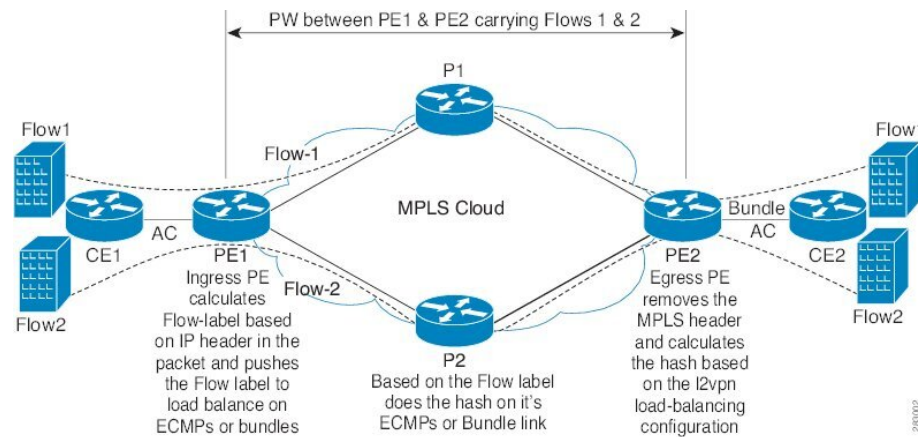 PW between PE1 & PE2 carrying Flows 1 & 2
P1
Flow1
Flow-1
Flow
MPLS Cloud
Bundle
AC
AC
CE1
PE1
PE2
CE2
Flow2
Flow-2
Flow2
Ingress PE
calculates
Flow-label based
on IP header in the
packet and pushes
the Flow label to
load balance on
ECMPs or bundles
P2
Based on the Flow label
does the hash on it's
ECMPs or Bundle link
Egress PE
removes the
MPLS header
and calculates
the hash based
on the l2vpn
load-balancing
configuration